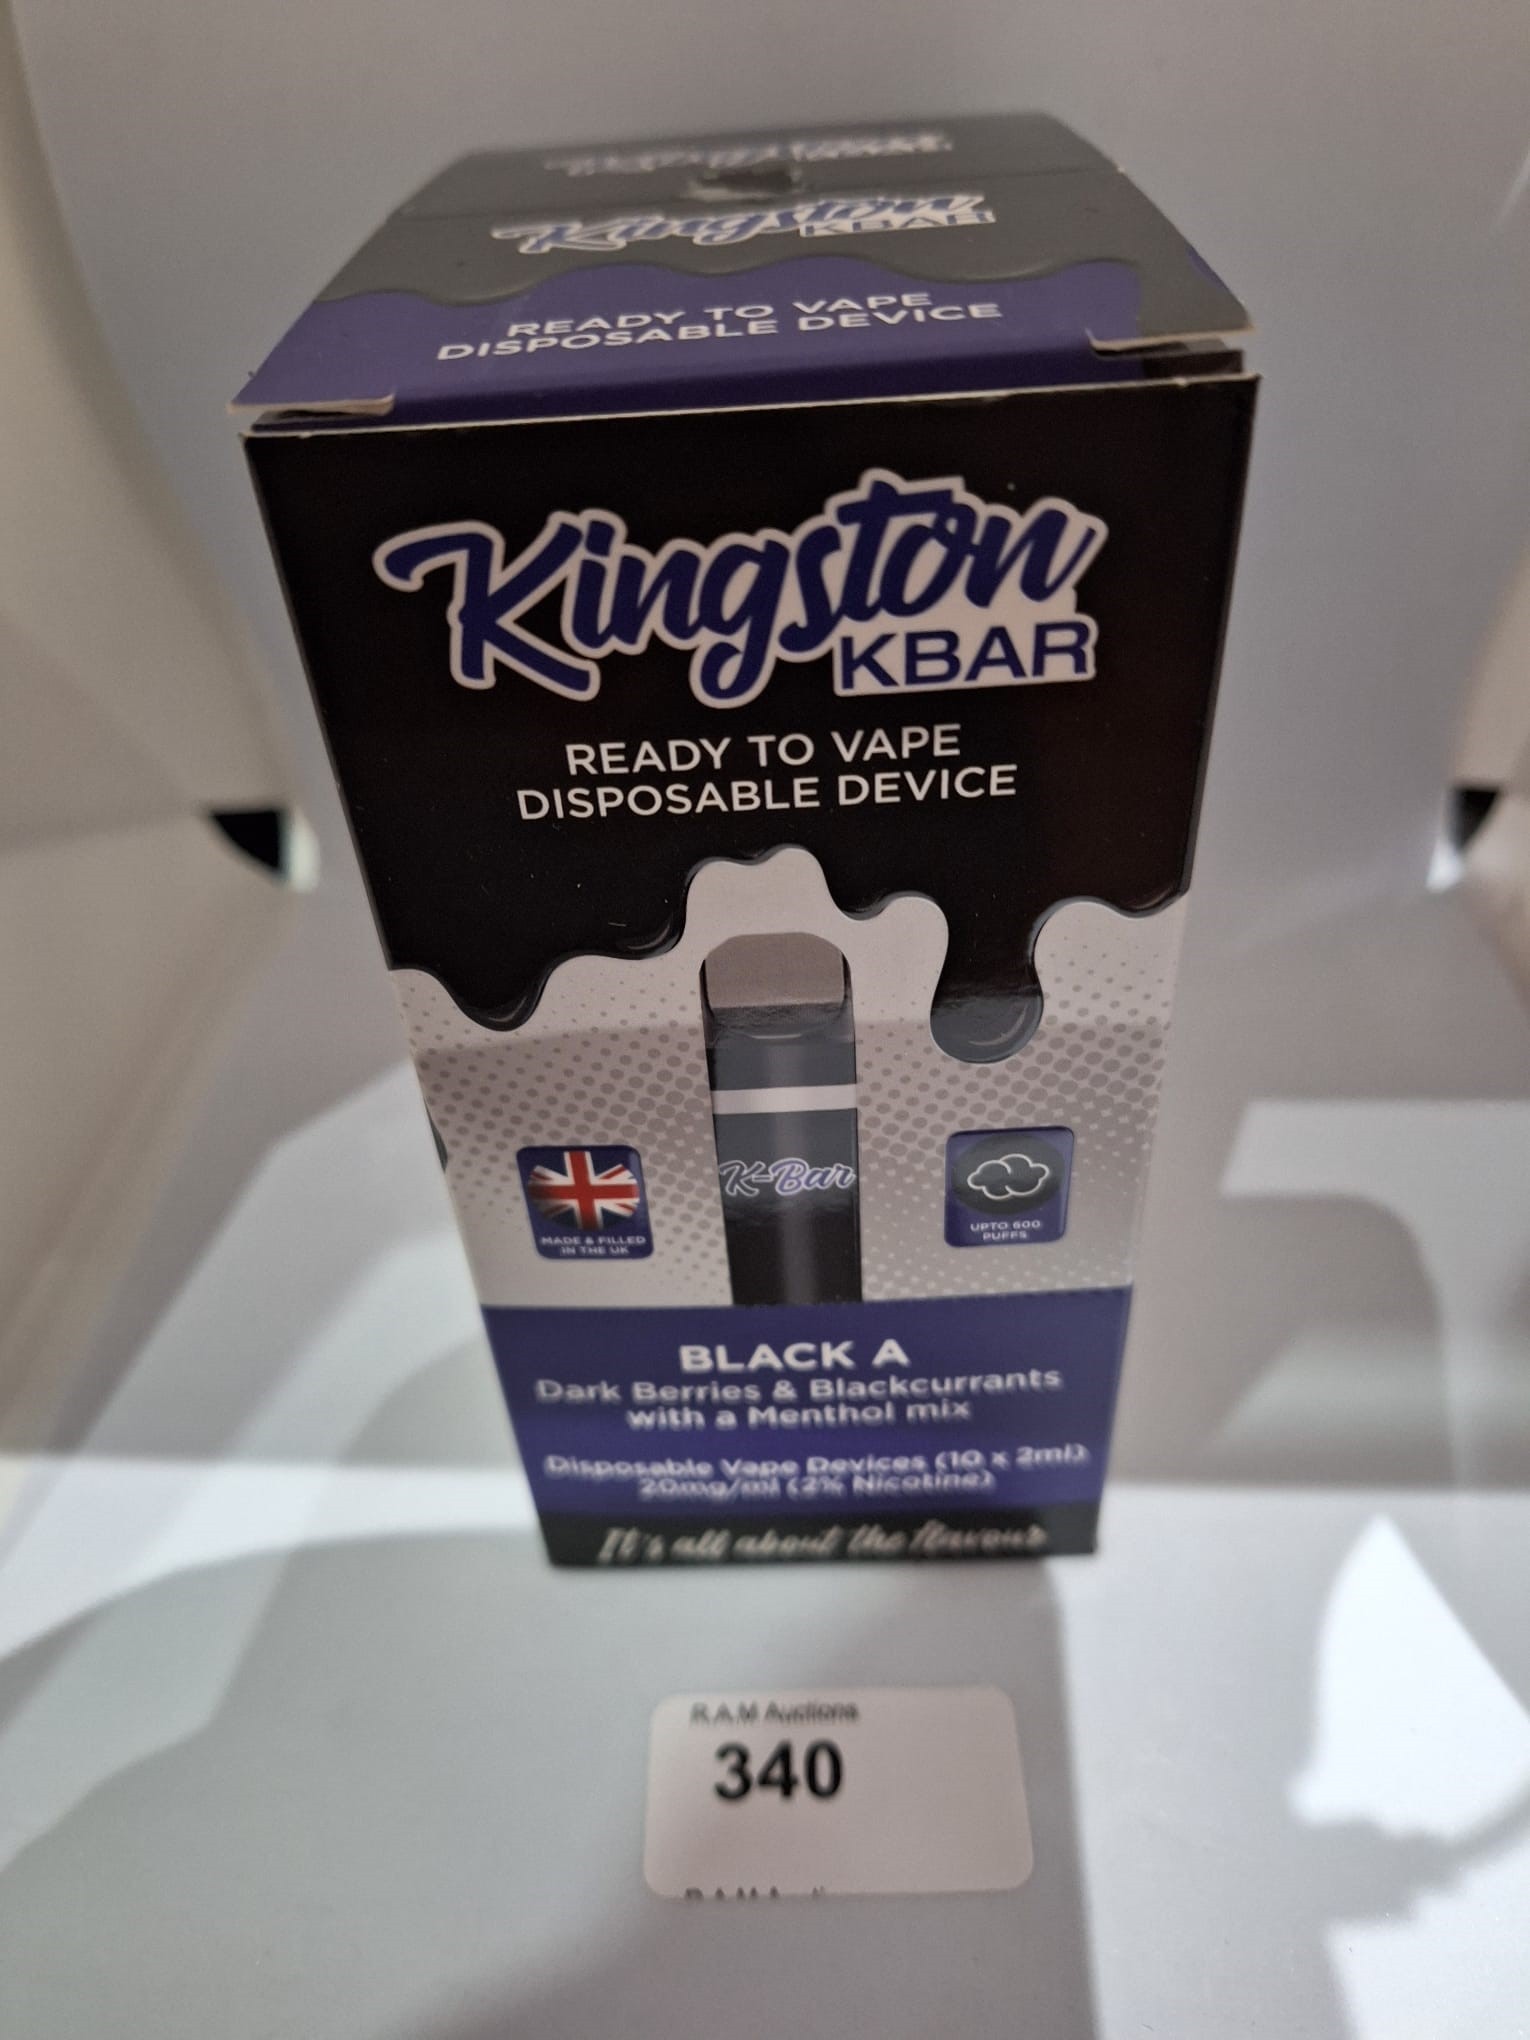 Kingston
KBAR
READY TO VAPE
DISPOSABLE DEVICE
Kingston
KBAR
READY TO VAPE
DISPOSABLE DEVICE
K-Bar
MADE & FILLED
IN THE UK
UPTO 600
PUFFS
BLACK A
Dark Berries & Blackcurrants
with a Menthol mix
Disposable Vape Devices (10 x 2ml)
20mg/ml (2% Nicotine)
It's all about the flavour
R.A.M Auctions
340